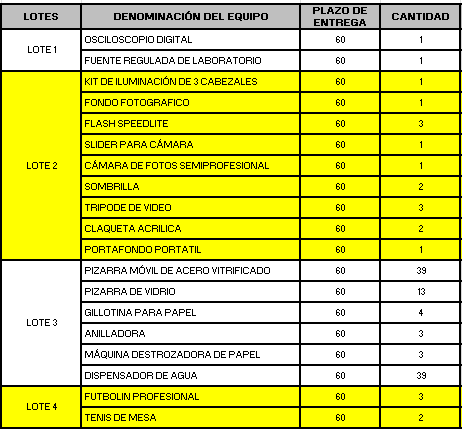 LOTES DENOMINACIÓN DEL EQUIPO PLAZO DE ENTREGA CANTIDAD
LOTE 1
OSCILOSCOPIO DIGITAL 60 1
FUENTE REGULADA DE LABORATORIO 60 1
LOTE 2
KIT DE ILUMINACIÓN DE 3 CABEZALES 60 1
FONDO FOTOGRAFICO 60 1
FLASH SPEEDLITE 60 3
SLIDER PARA CÁMARA 60 1
CÁMARA DE FOTOS SEMIPROFESIONAL 60 1
SOMBRILLA 60 2
TRIPODE DE VIDEO 60 3
CLAQUETA ACRILICA 60 2
PORTAFONDO PORTATIL 60 1
LOTE 3
PIZARRA MÓVIL DE ACERO VITRIFICADO 60 39
PIZARRA DE VIDRIO 60 13
GILLOTINA PARA PAPEL 60 4
ANILLADORA 60 3
MÁQUINA DESTROZADORA DE PAPEL 60 3
DISPENSADOR DE AGUA 60 39
LOTE 4
FUTBOLIN PROFESIONAL 60 3
TENIS DE MESA 60 2